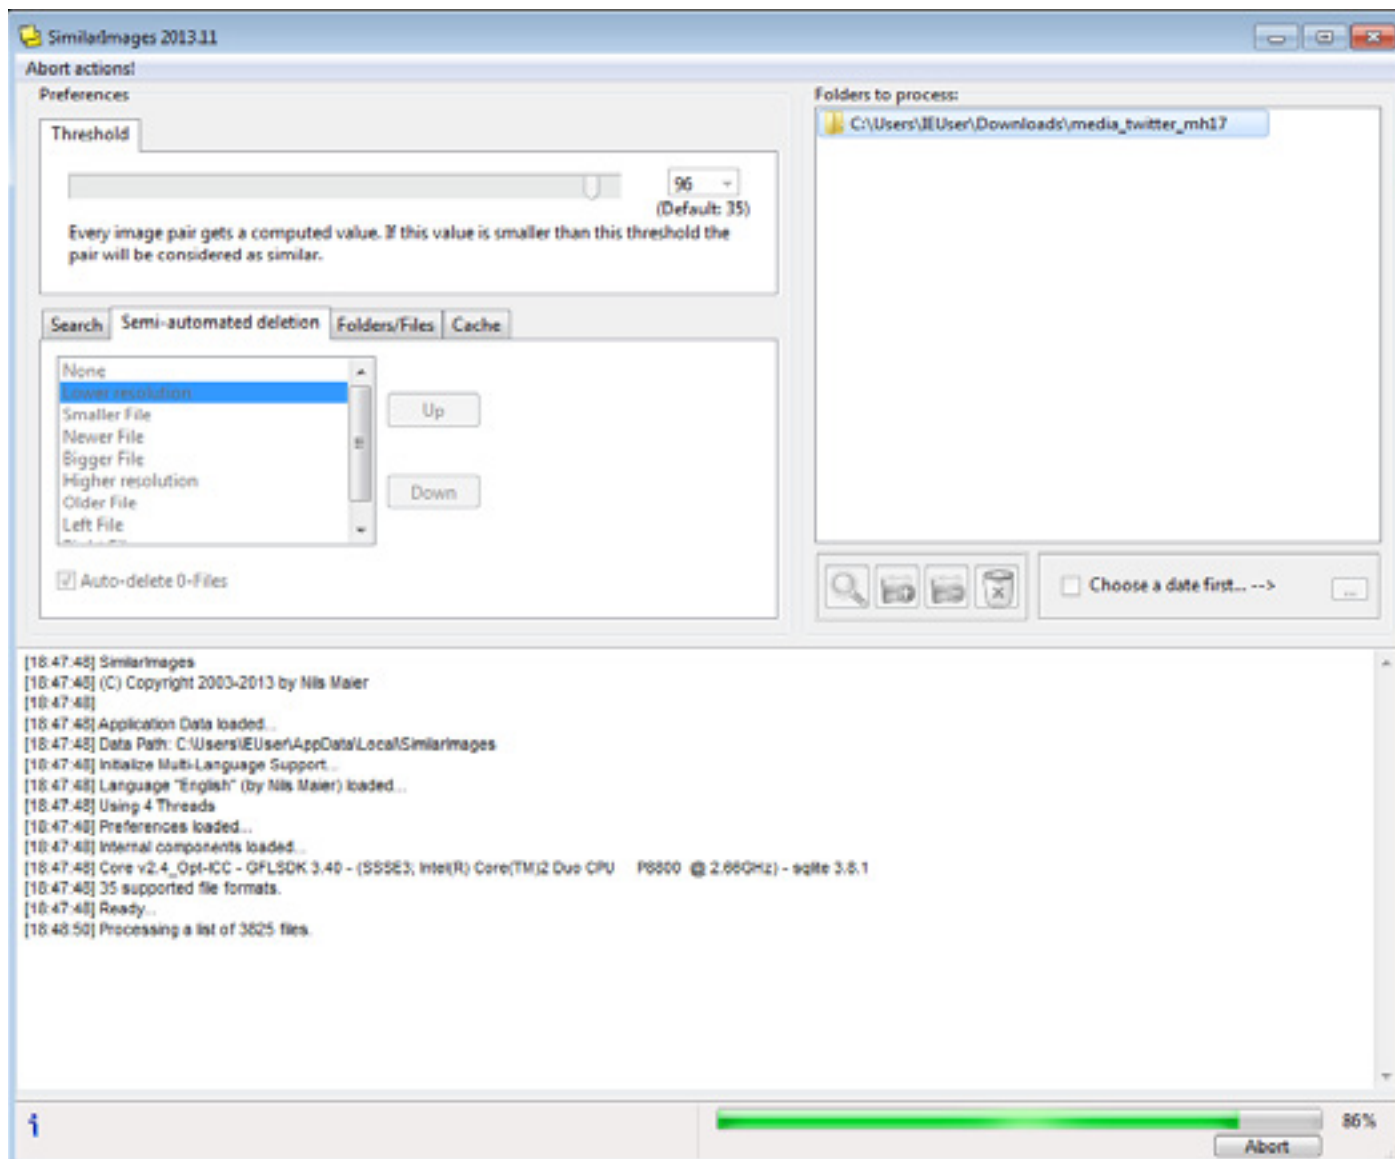 SimilarImages 2013.11
Abort actions!
Preferences
Threshold
96
(Default: 35)
Every image pair gets a computed value. If this value is smaller than this threshold the
pair will be considered as similar.
Search Semi-automated deletion Folders/Files Cache
None
Lower resolution
Smaller File
Newer File
Bigger File
Higher resolution
Older File
Left File
Up
Down
Auto-delete 0-Files
Folders to process:
C:\Users\IEUser\Downloads\media_twitter_mh17
Choose a date first... -->
...
[18:47:48] SimilarImages
[18:47:48] (C) Copyright 2003-2013 by Nils Maier
[18:47:48]
[18:47:48] Application Data loaded...
[18:47:48] Data Path: C:\Users\IEUser\AppData\Local\SimilarImages
[18:47:48] Initialize Multi-Language Support...
[18:47:48] Language "English" (by Nils Maier) loaded...
[18:47:48] Using 4 Threads
[18:47:48] Preferences loaded...
[18:47:48] Internal components loaded...
[18:47:48] Core v2.4_Opt-ICC - GFLSDK 3.40 - (SSSE3; Intel(R) Core(TM)2 Duo CPU P8800 @ 2.66GHz) - sqlite 3.8.1
[18:47:48] 35 supported file formats.
[18:47:48] Ready...
[18:48:50] Processing a list of 3825 files.
86%
Abort